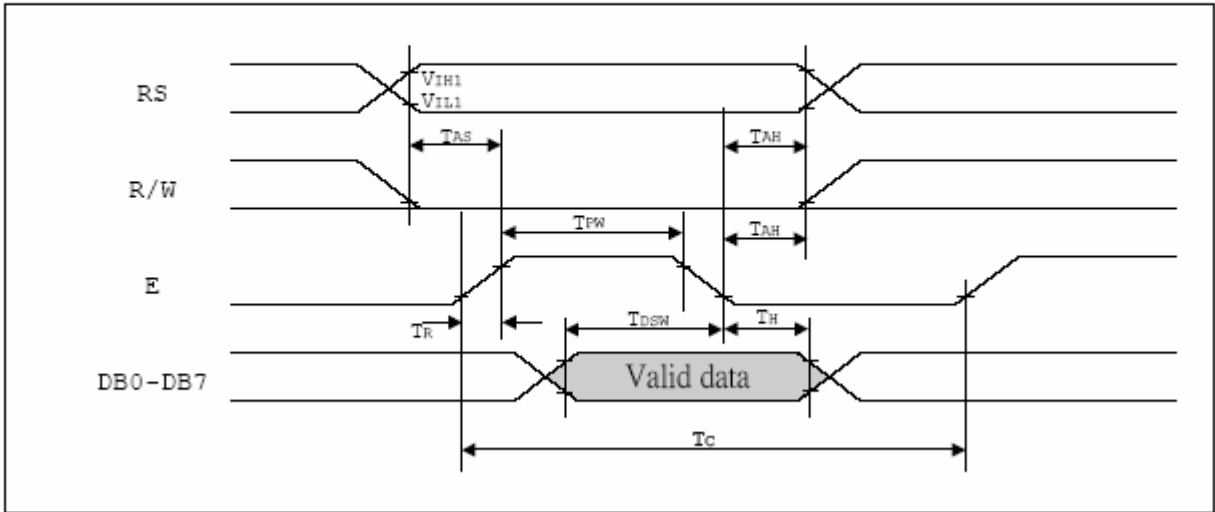 RS
VIH1
VIL1
TAS
TAH
R/W
TPW
TAH
E
TR
TDSW
TH
DB0-DB7
Valid data
TC